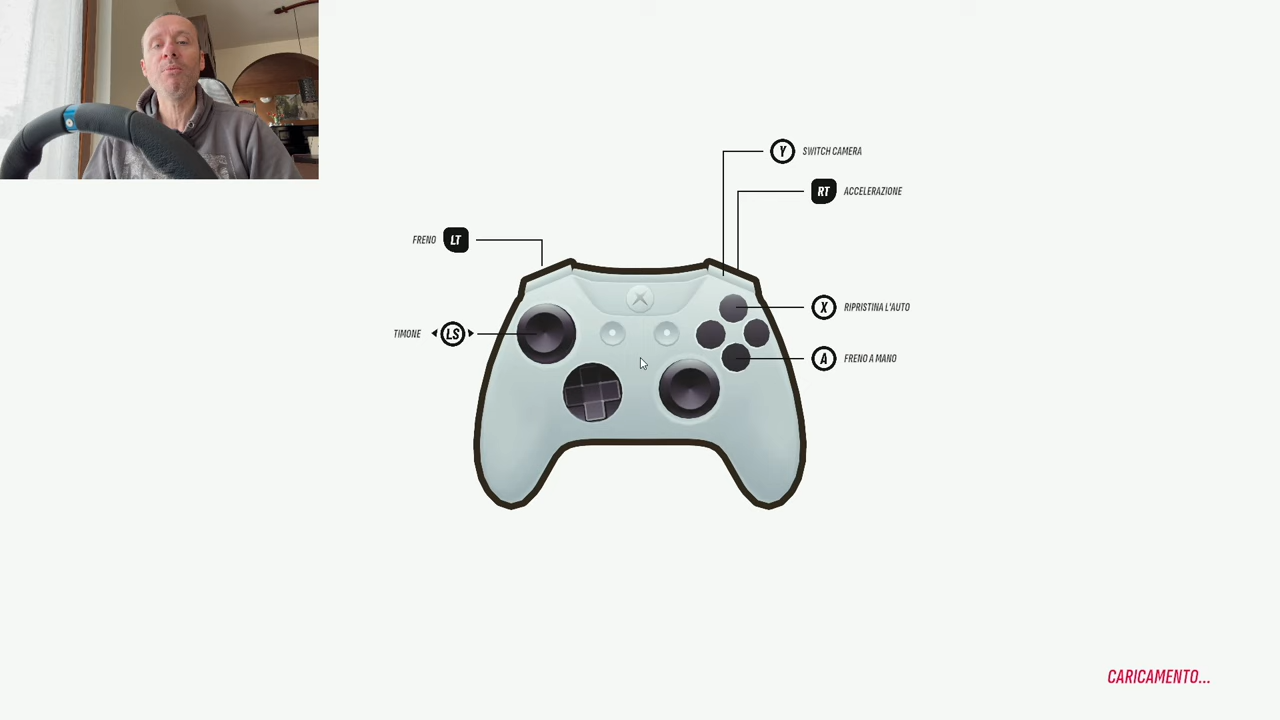 Y SWITCH CAMERA
RT ACCELERAZIONE
FRENO LT
X RIPRISTINA L'AUTO
TIMONE LS
A FRENO A MANO
CARICAMENTO...